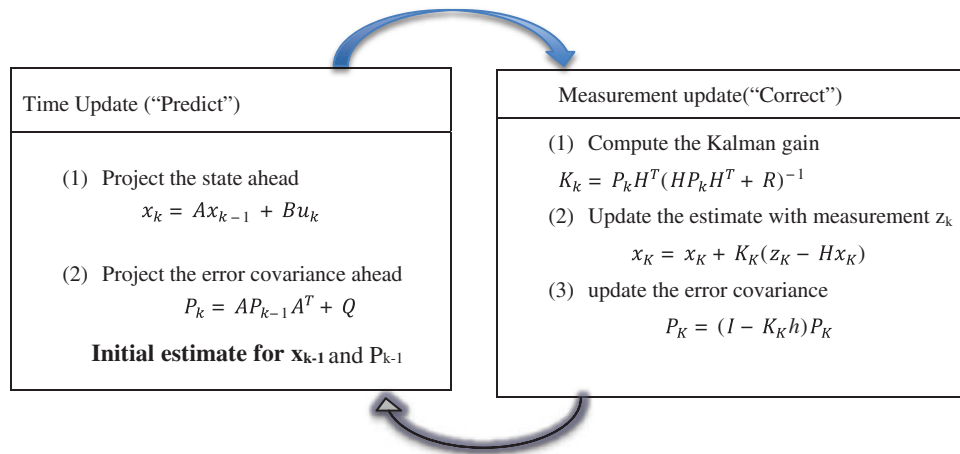 Time Update (“Predict”)
(1) Project the state ahead
x_k = Ax_{k−1} + Bu_k
(2) Project the error covariance ahead
P_k = AP_{k−1}A^T + Q
Initial estimate for x_{k-1} and P_{k-1}
Measurement update(“Correct”)
(1) Compute the Kalman gain
K_k = P_kH^T(HP_kH^T + R)^{−1}
(2) Update the estimate with measurement z_k
x_K = x_K + K_K(z_K − Hx_K)
(3) update the error covariance
P_K = (I − K_Kh)P_K